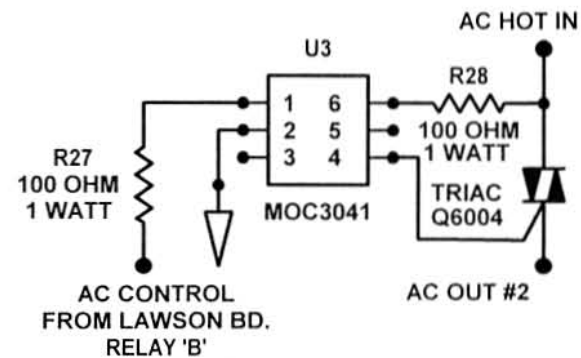 AC HOT IN
U3
R28
1 6
2 5
3 4
100 OHM
1 WATT
R27
100 OHM
1 WATT
MOC3041
TRIAC
Q6004
AC CONTROL
FROM LAWSON BD.
RELAY 'B'
AC OUT #2